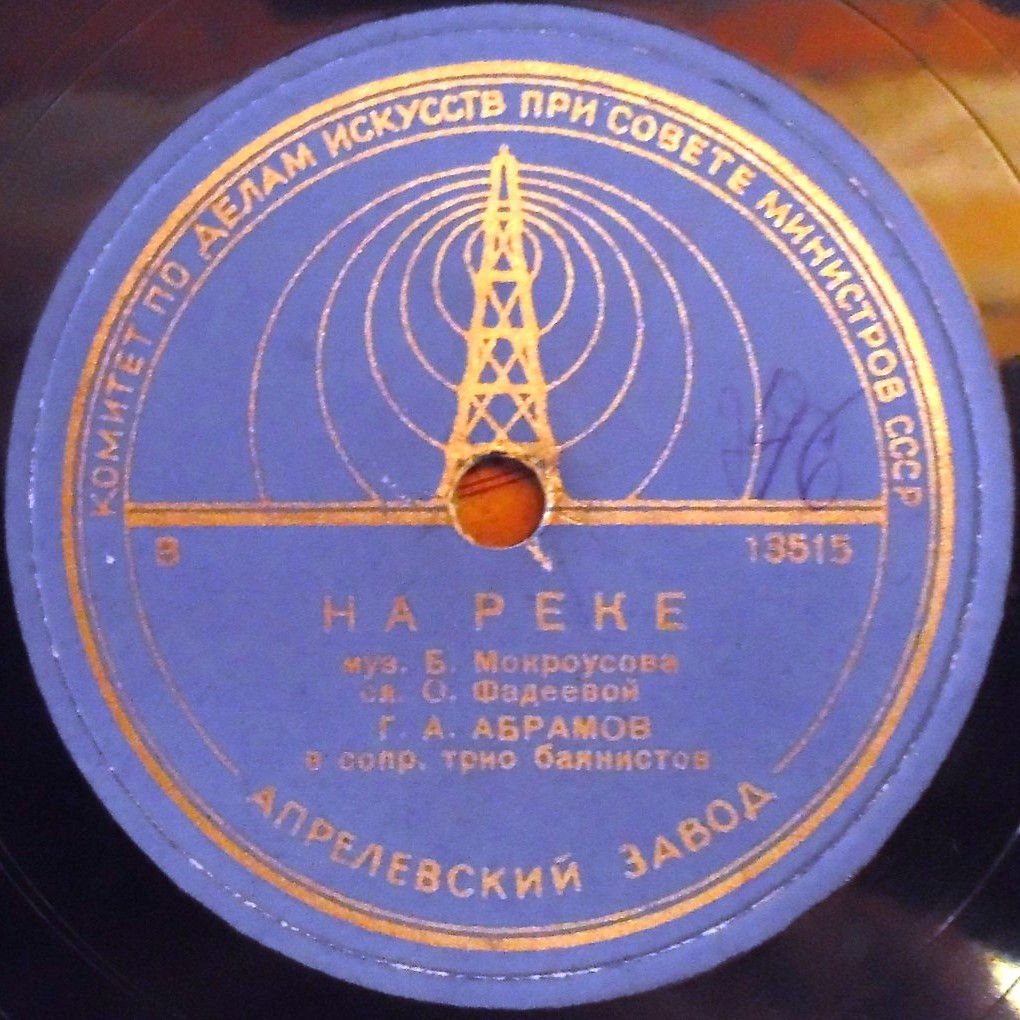 КОМИТЕТ ПО ДЕЛАМ ИСКУССТВ ПРИ СОВЕТЕ МИНИСТРОВ СССР
В 13515
НА РЕКЕ
муз. Б. Мокроусова
сл. О. Фадеевой
Г. А. АБРАМОВ
в сопр. трио баянистов
АПРЕЛЕВСКИЙ ЗАВОД